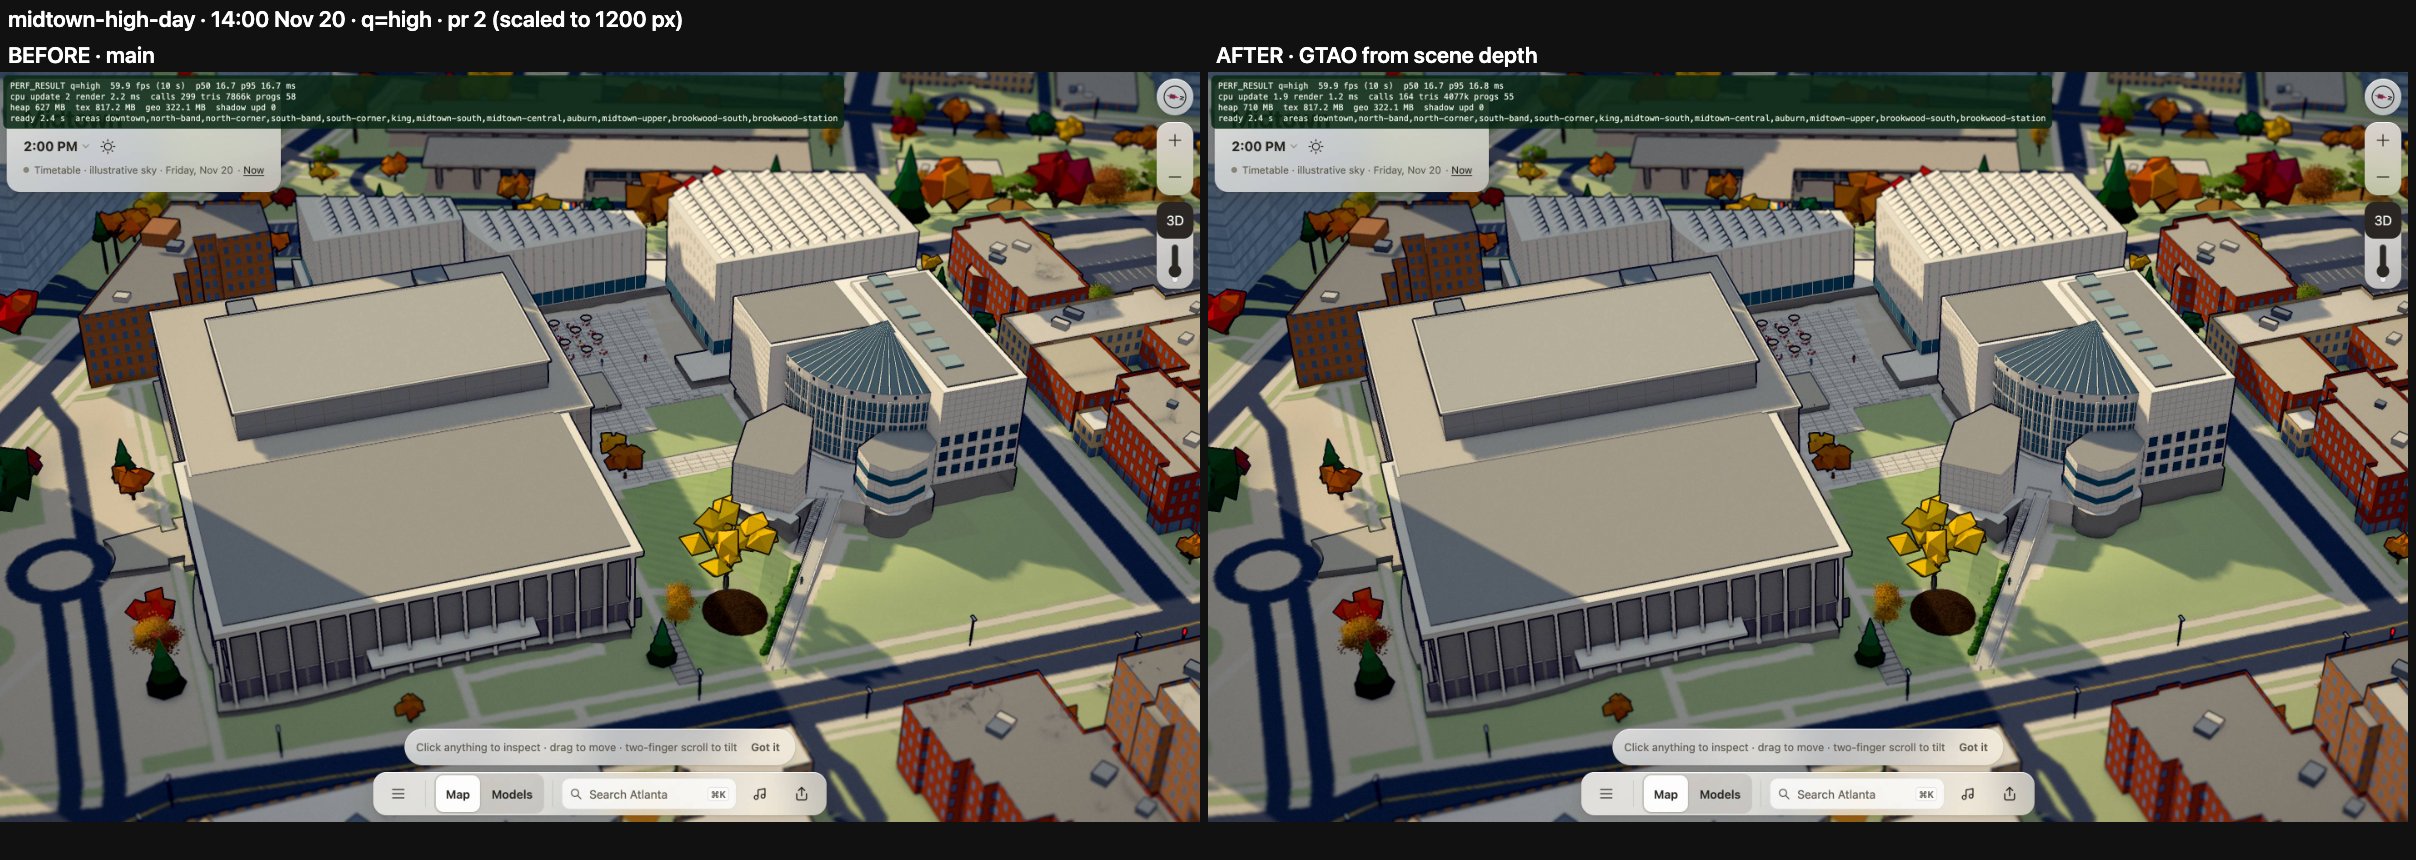 midtown-high-day · 14:00 Nov 20 · q=high · pr 2 (scaled to 1200 px)
BEFORE · main
PERF_RESULT q=high 59.9 fps (10 s) p50 16.7 p95 16.7 ms
cpu update 2 render 2.2 ms calls 299 tris 7866k progs 58
heap 627 MB tex 817.2 MB geo 322.1 MB shadow upd 0
ready 2.4 s areas downtown,north-band,north-corner,south-band,south-corner,king,midtown-south,midtown-central,auburn,midtown-upper,brookwood-south,brookwood-station
2:00 PM
Timetable · illustrative sky · Friday, Nov 20 · Now
+
−
3D
Click anything to inspect · drag to move · two-finger scroll to tilt Got it
Map Models Search Atlanta ⌘K
AFTER · GTAO from scene depth
PERF_RESULT q=high 59.9 fps (10 s) p50 16.7 p95 16.8 ms
cpu update 1.9 render 1.2 ms calls 164 tris 4077k progs 55
heap 710 MB tex 817.2 MB geo 322.1 MB shadow upd 0
ready 2.4 s areas downtown,north-band,north-corner,south-band,south-corner,king,midtown-south,midtown-central,auburn,midtown-upper,brookwood-south,brookwood-station
2:00 PM
Timetable · illustrative sky · Friday, Nov 20 · Now
+
−
3D
Click anything to inspect · drag to move · two-finger scroll to tilt Got it
Map Models Search Atlanta ⌘K